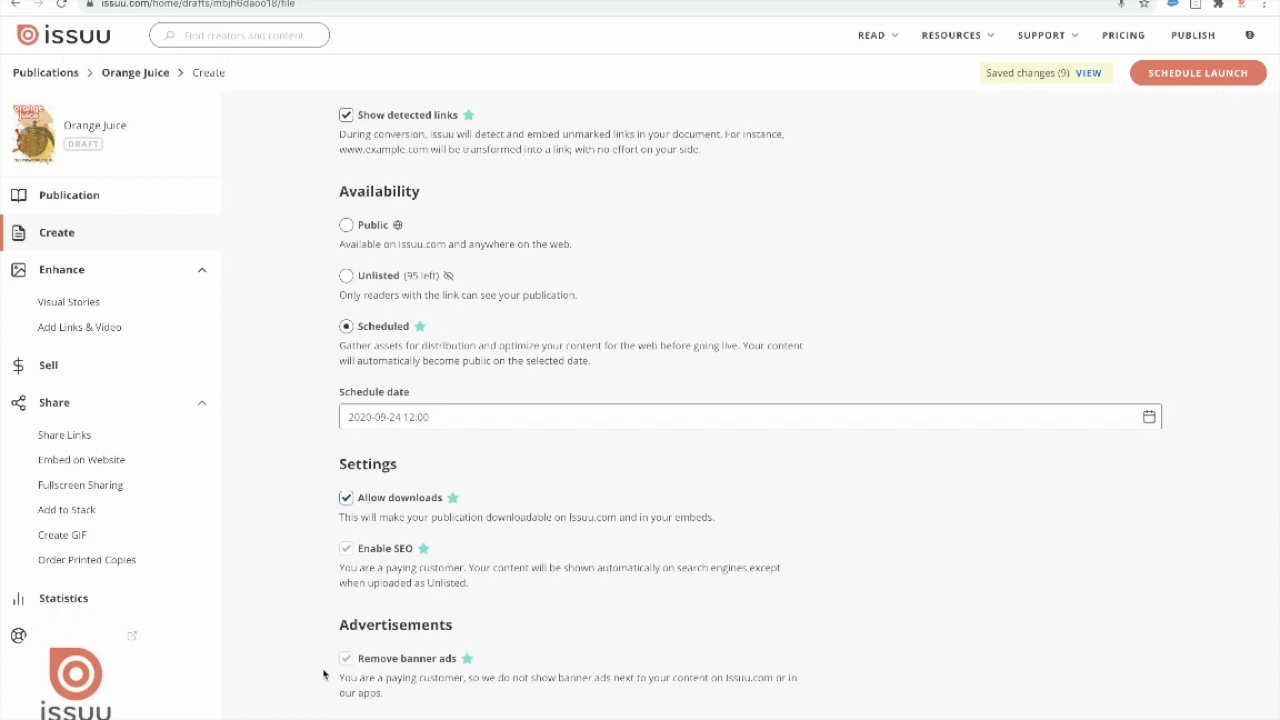 issuu.com/home/drafts/mbjh6daoo18/file
issuu
Find creators and content
READ
RESOURCES
SUPPORT
PRICING
PUBLISH
Publications > Orange Juice > Create
Saved changes (9) VIEW
SCHEDULE LAUNCH
orange
juice
Orange Juice
DRAFT
Publication
Create
Enhance
Visual Stories
Add Links & Video
Sell
Share
Share Links
Embed on Website
Fullscreen Sharing
Add to Stack
Create GIF
Order Printed Copies
Statistics
issuu
Show detected links
During conversion, Issuu will detect and embed unmarked links in your document. For instance,
www.example.com will be transformed into a link; with no effort on your side.
Availability
Public
Available on Issuu.com and anywhere on the web.
Unlisted (95 left)
Only readers with the link can see your publication.
Scheduled
Gather assets for distribution and optimize your content for the web before going live. Your content
will automatically become public on the selected date.
Schedule date
2020-09-24 12:00
Settings
Allow downloads
This will make your publication downloadable on Issuu.com and in your embeds.
Enable SEO
You are a paying customer. Your content will be shown automatically on search engines except
when uploaded as Unlisted.
Advertisements
Remove banner ads
You are a paying customer, so we do not show banner ads next to your content on Issuu.com or in
our apps.